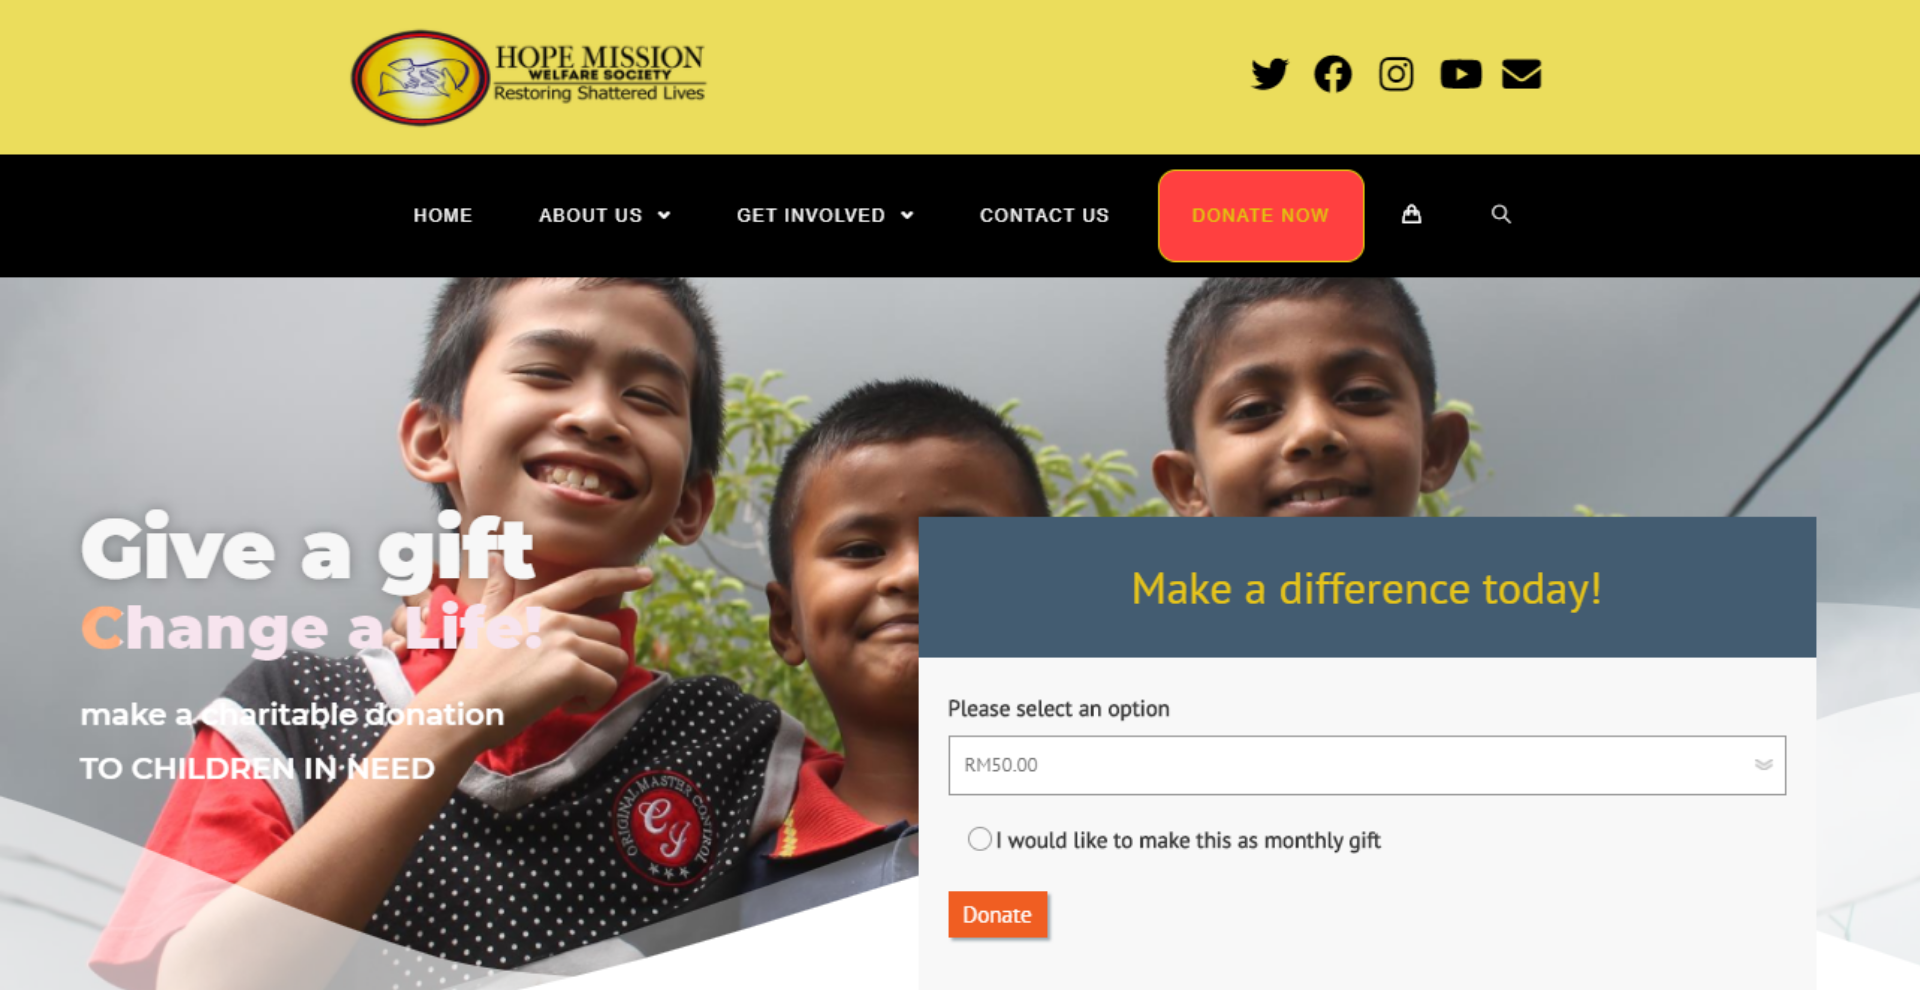 HOPE MISSION
WELFARE SOCIETY
Restoring Shattered Lives
HOME
ABOUT US
GET INVOLVED
CONTACT US
DONATE NOW
Give a gift
Change a Life!
make a charitable donation
TO CHILDREN IN NEED
ORIGINAL MASTER CONTROL
Make a difference today!
Please select an option
RM50.00
I would like to make this as monthly gift
Donate